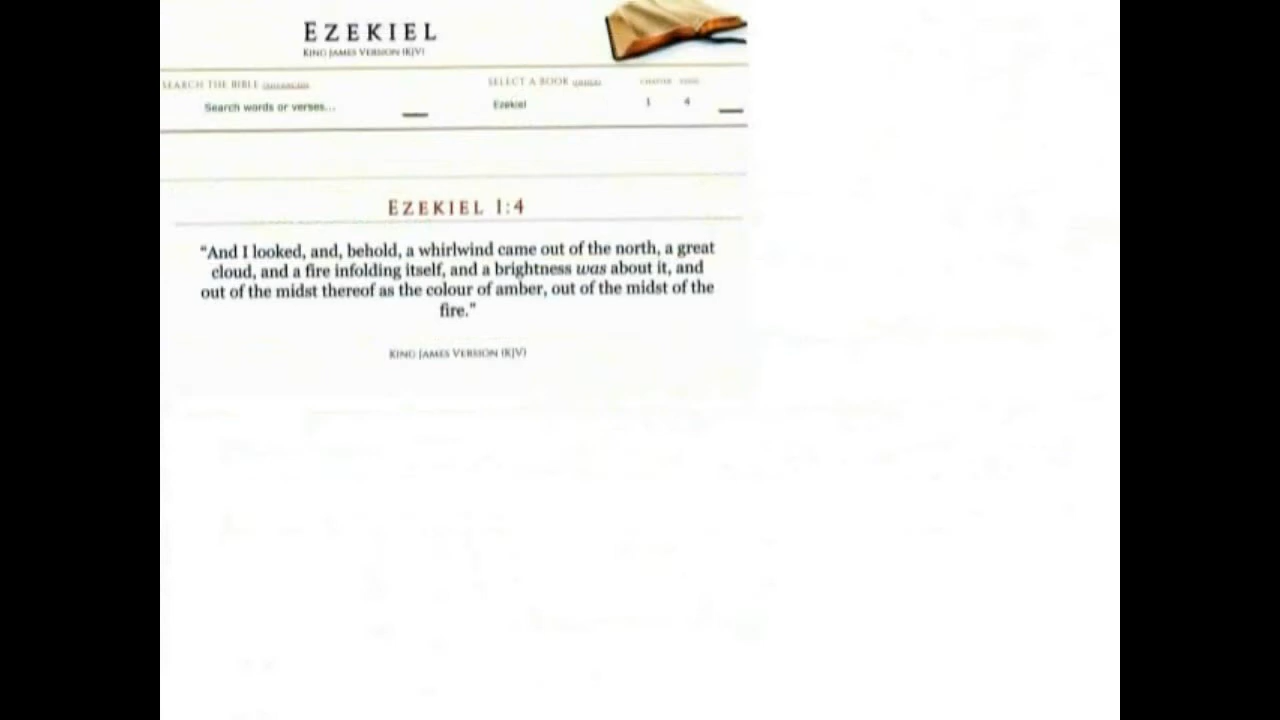 EZEKIEL
KING JAMES VERSION (KJV)
SEARCH THE BIBLE
SELECT A BOOK
Search words or verses...
Ezekiel
1
4
EZEKIEL 1:4
“And I looked, and, behold, a whirlwind came out of the north, a great
cloud, and a fire infolding itself, and a brightness was about it, and
out of the midst thereof as the colour of amber, out of the midst of the
fire.”
KING JAMES VERSION (KJV)